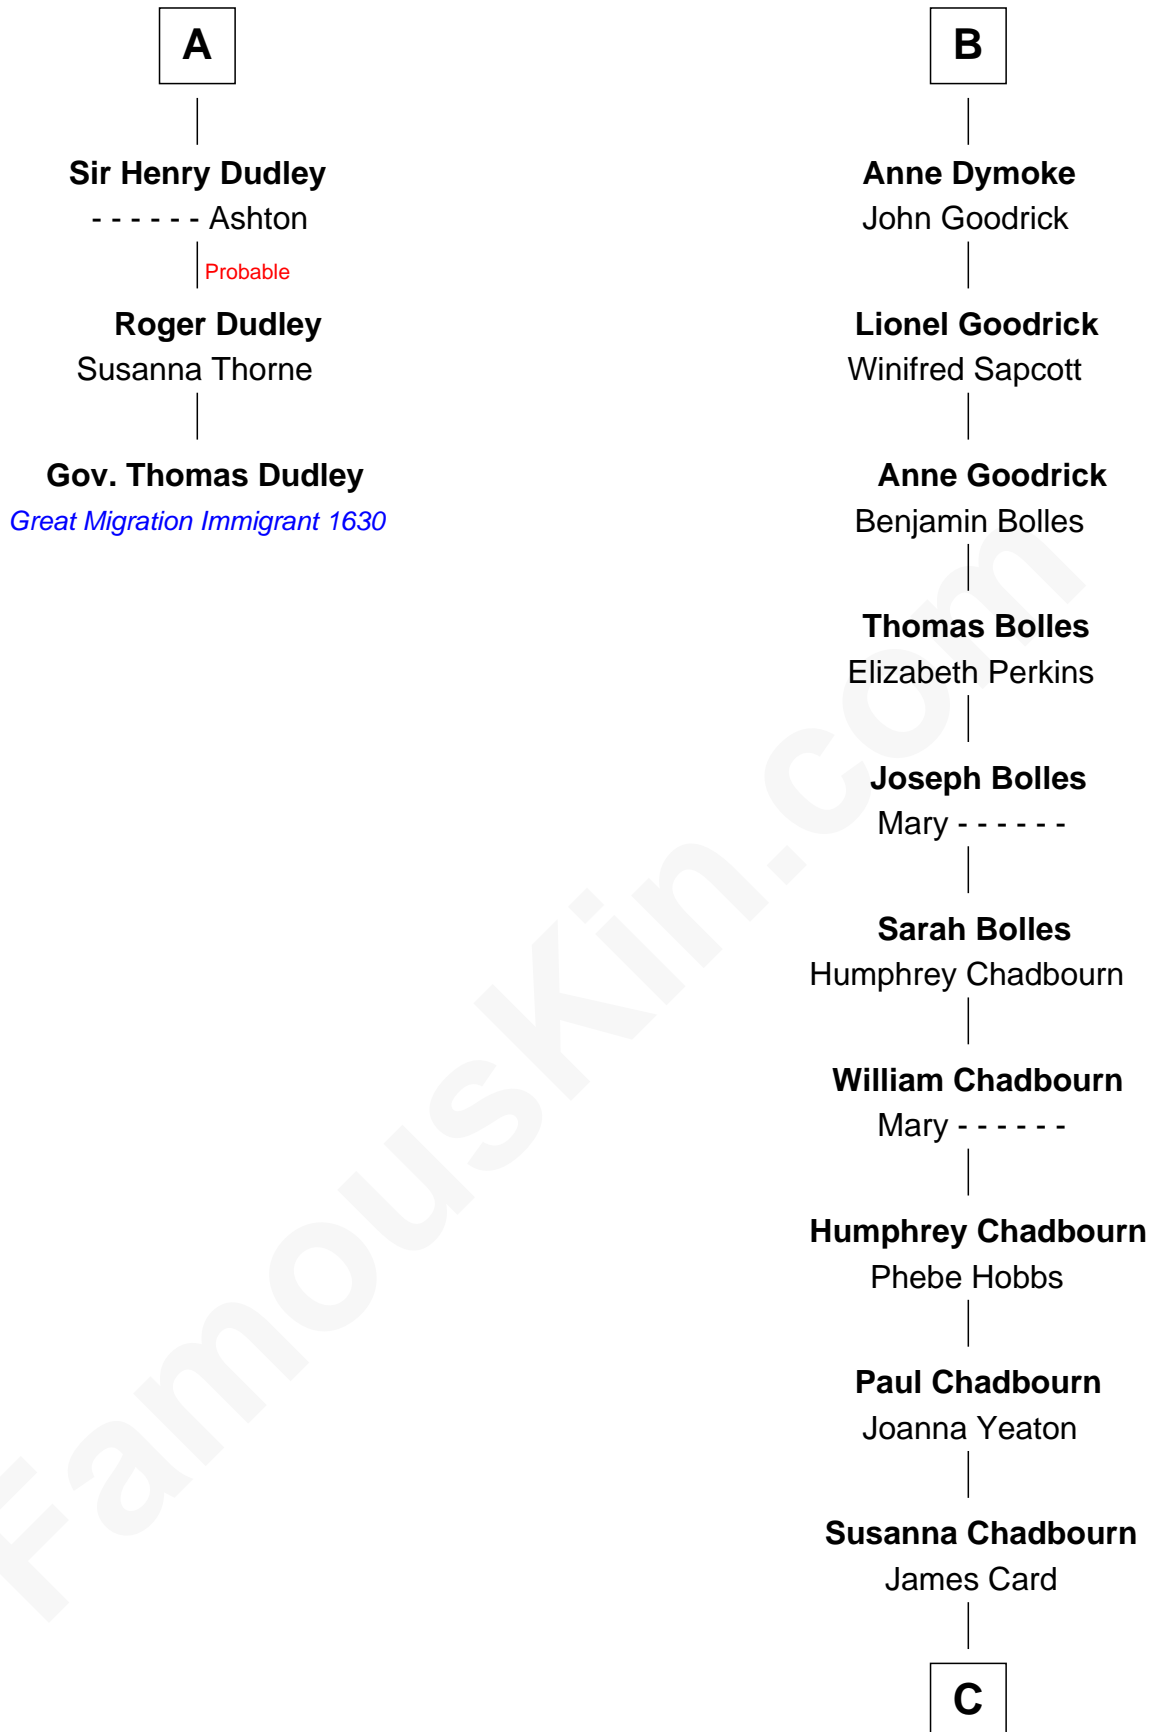 A
Sir Henry Dudley
- - - - - - Ashton
Probable
Roger Dudley
Susanna Thorne
Gov. Thomas Dudley
Great Migration Immigrant 1630
B
Anne Dymoke
John Goodrick
Lionel Goodrick
Winifred Sapcott
Anne Goodrick
Benjamin Bolles
Thomas Bolles
Elizabeth Perkins
Joseph Bolles
Mary - - - - - -
Sarah Bolles
Humphrey Chadbourn
William Chadbourn
Mary - - - - - -
Humphrey Chadbourn
Phebe Hobbs
Paul Chadbourn
Joanna Yeaton
Susanna Chadbourn
James Card
C
FamousKin.com